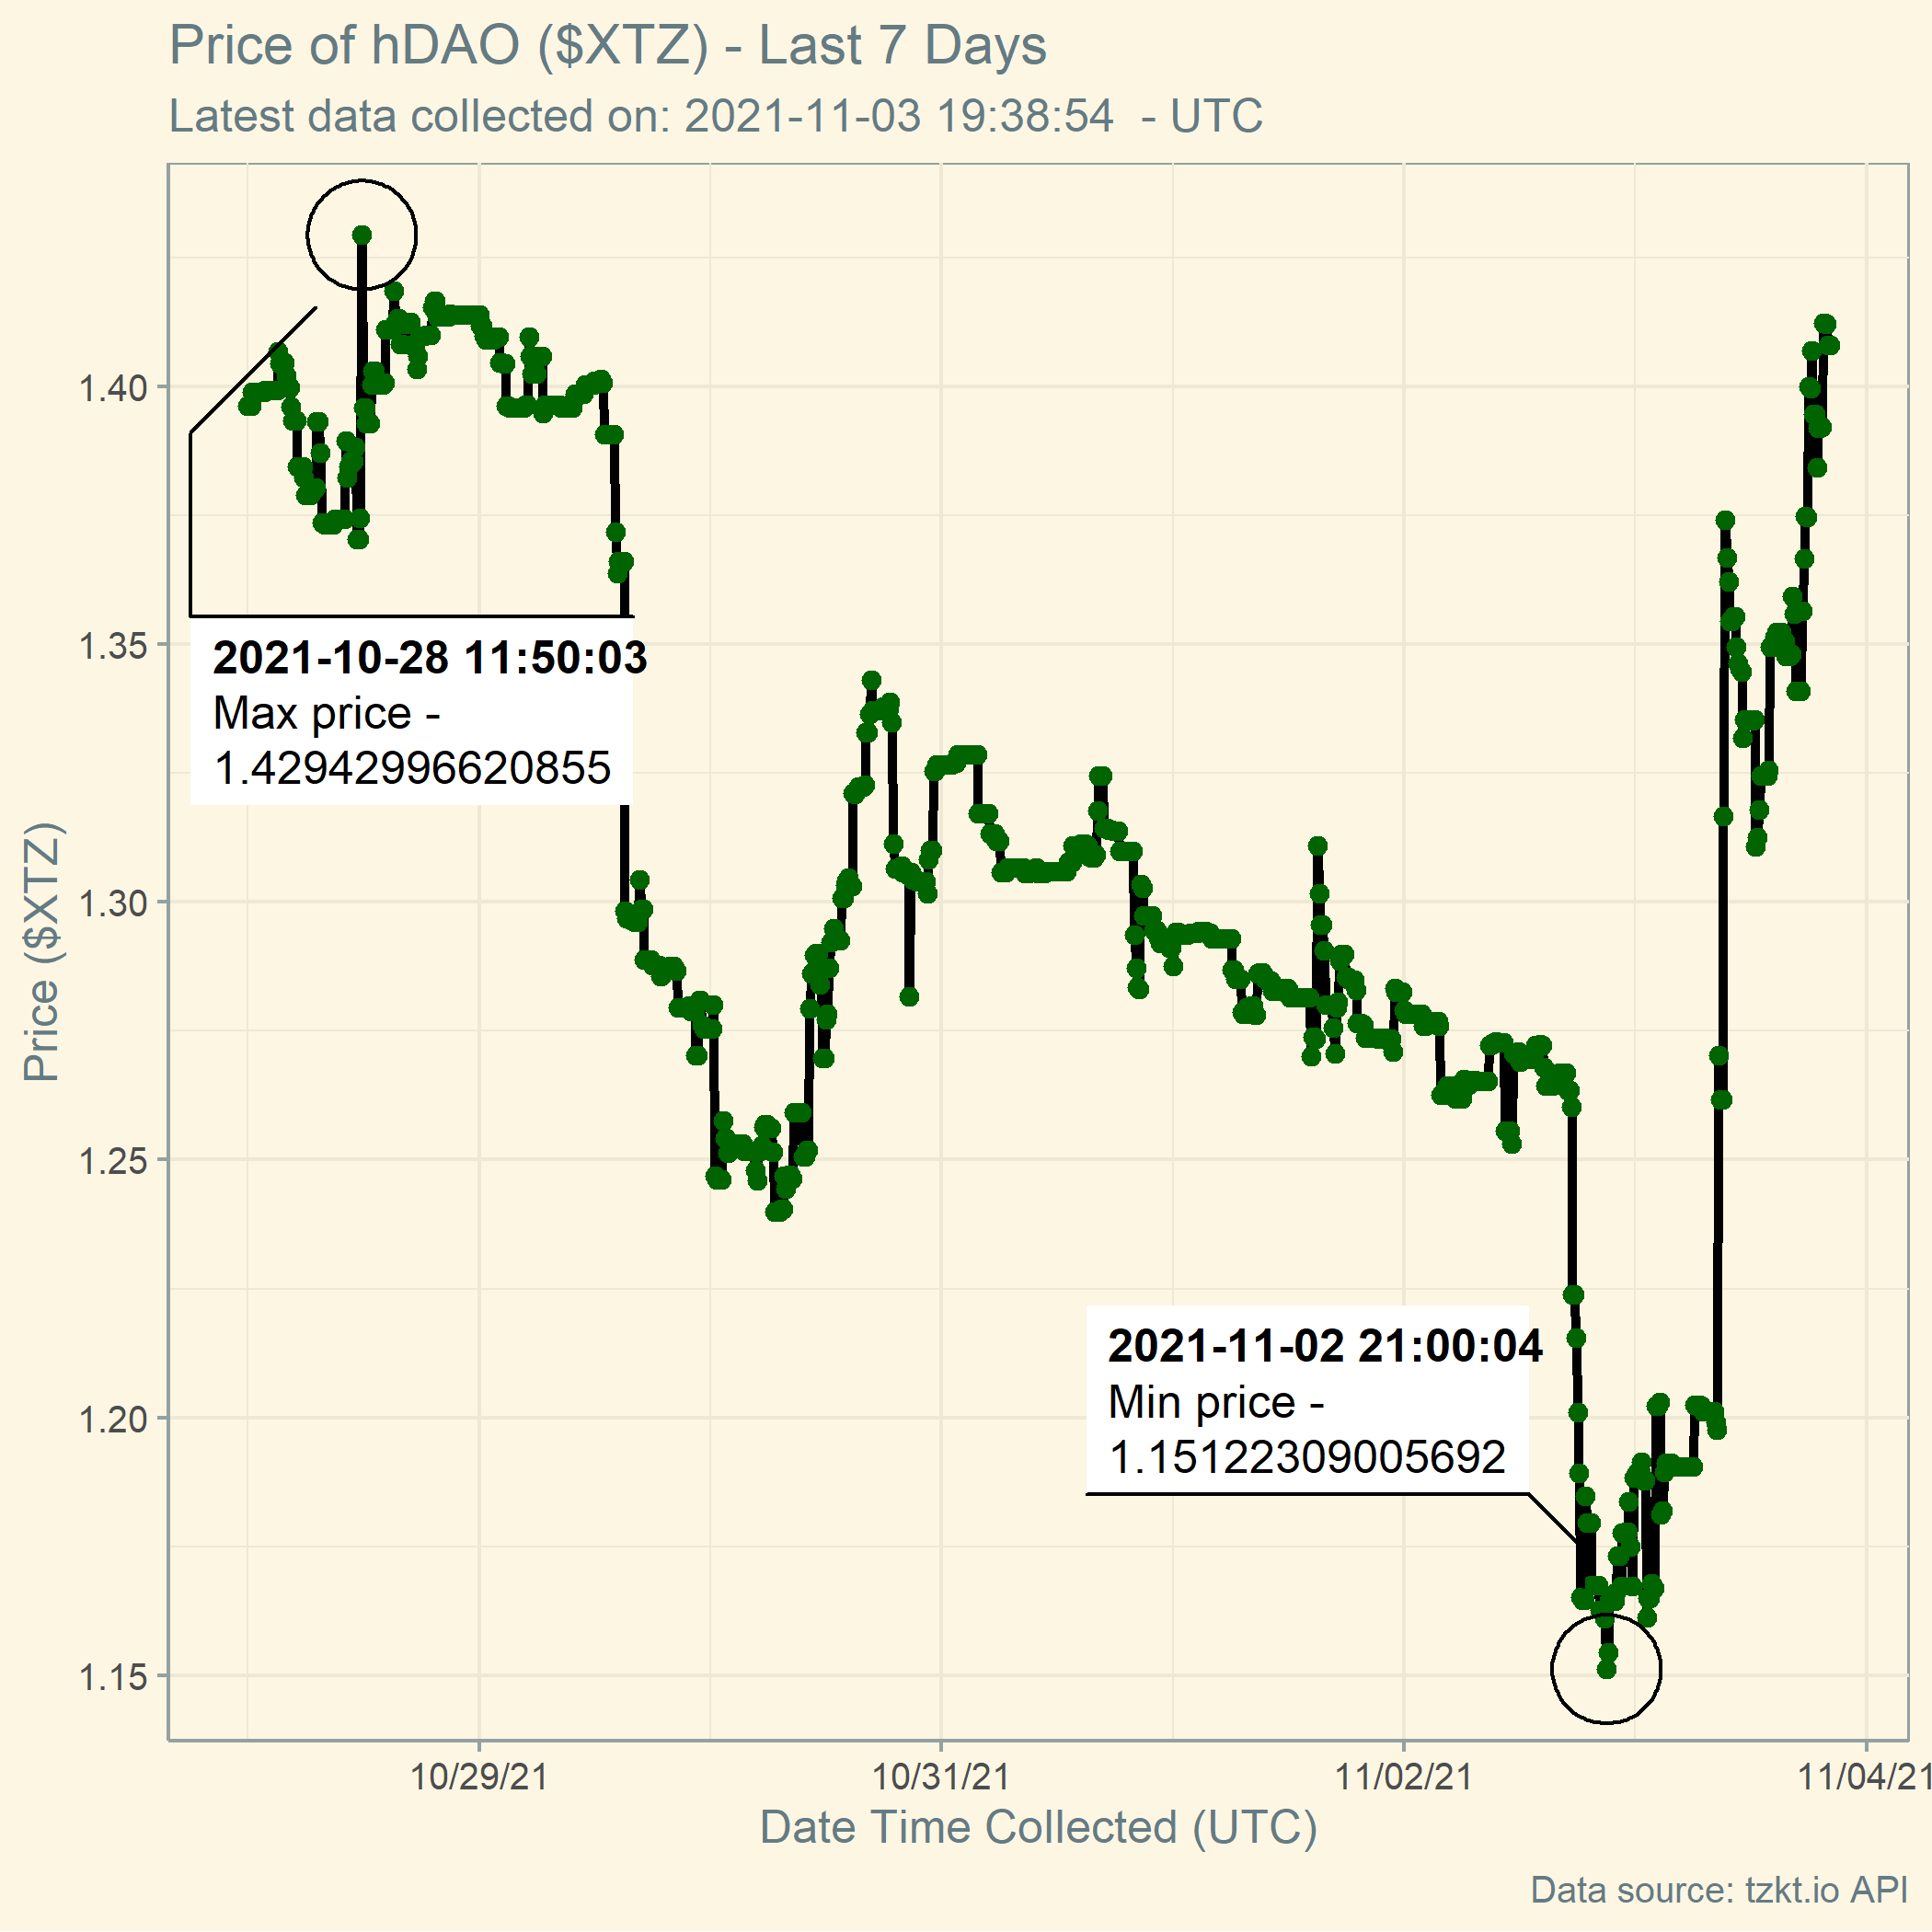 Price of hDAO ($XTZ) - Last 7 Days
Latest data collected on: 2021-11-03 19:38:54  - UTC
1.40
1.35
1.30
1.25
1.20
1.15
Price ($XTZ)
2021-10-28 11:50:03
Max price -
1.42942996620855
2021-11-02 21:00:04
Min price -
1.15122309005692
10/29/21
10/31/21
11/02/21
11/04/21
Date Time Collected (UTC)
Data source: tzkt.io API